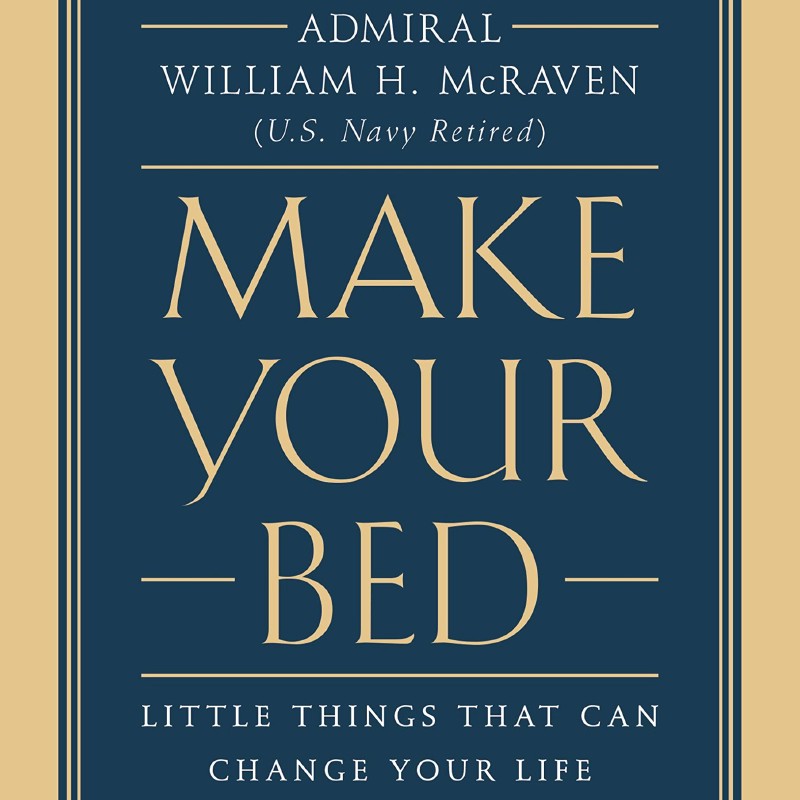 ADMIRAL
WILLIAM H. McRAVEN
(U.S. Navy Retired)
MAKE
YOUR
BED
LITTLE THINGS THAT CAN
CHANGE YOUR LIFE